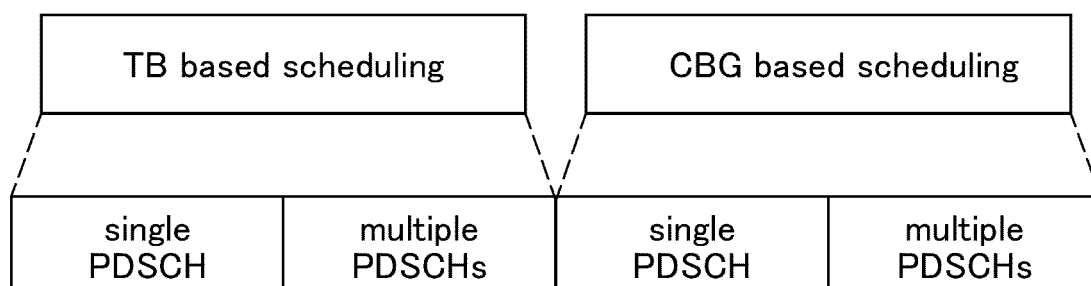 TB based scheduling
CBG based scheduling
single
PDSCH
multiple
PDSCHs
single
PDSCH
multiple
PDSCHs